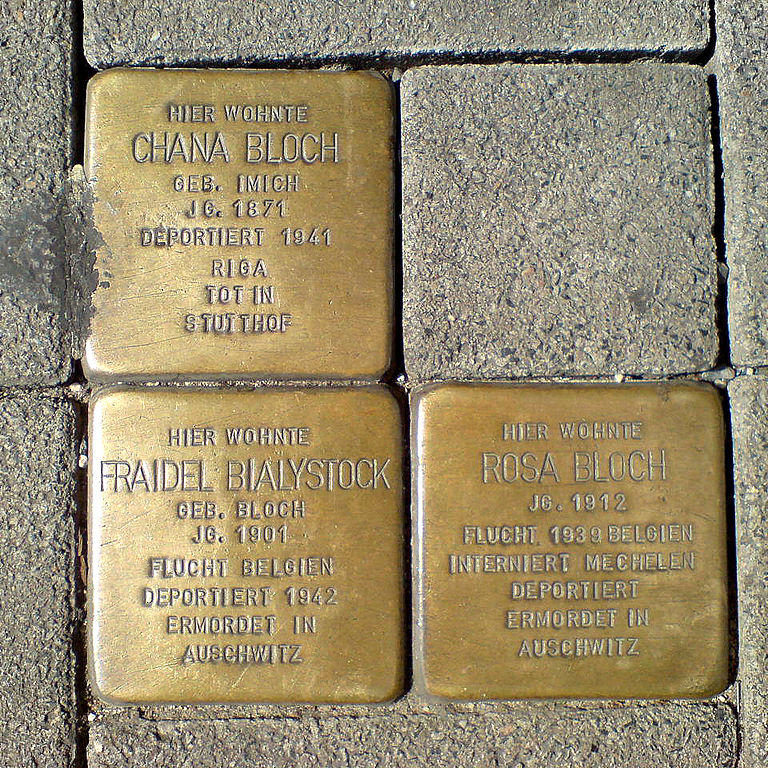 HIER WOHNTE
CHANA BLOCH
GEB. IMICH
JG. 1871
DEPORTIERT 1941
RIGA
TOT IN
STUTTHOF
HIER WOHNTE
FRAIDEL BIALYSTOCK
GEB. BLOCH
JG. 1901
FLUCHT BELGIEN
DEPORTIERT 1942
ERMORDET IN
AUSCHWITZ
HIER WOHNTE
ROSA BLOCH
JG. 1912
FLUCHT 1939 BELGIEN
INTERNIERT MECHELEN
DEPORTIERT
ERMORDET IN
AUSCHWITZ